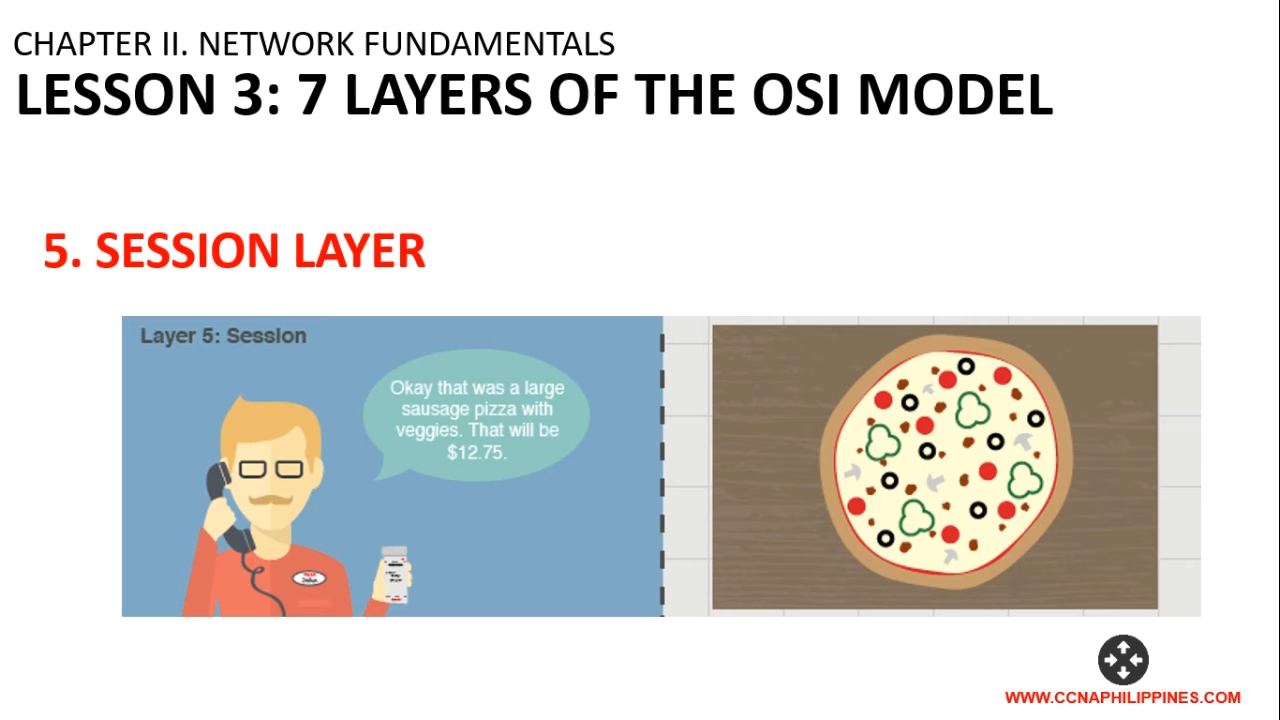 CHAPTER II. NETWORK FUNDAMENTALS
LESSON 3: 7 LAYERS OF THE OSI MODEL
5. SESSION LAYER
Layer 5: Session
Okay that was a large
sausage pizza with
veggies. That will be
$12.75.
WWW.CCNAPHILIPPINES.COM